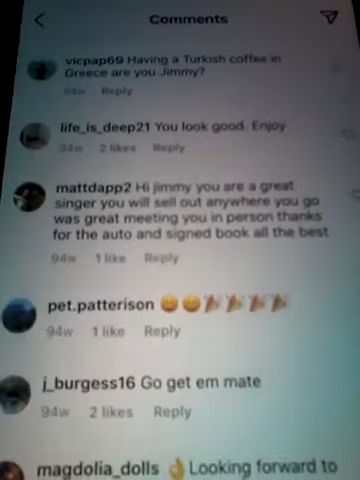 Comments
vicpap69 Having a Turkish coffee in
Greece are you Jimmy?
94w Reply
life_is_deep21 You look good. Enjoy
94w 2 likes Reply
mattdapp2 Hi jimmy you are a great
singer you will sell out anywhere you go
was great meeting you in person thanks
for the auto and signed book all the best
94w 1 like Reply
pet.patterison 😄😄🎉🎉🎉🎉
94w 1 like Reply
j_burgess16 Go get em mate
94w 2 likes Reply
magdolia_dolls 👌Looking forward to